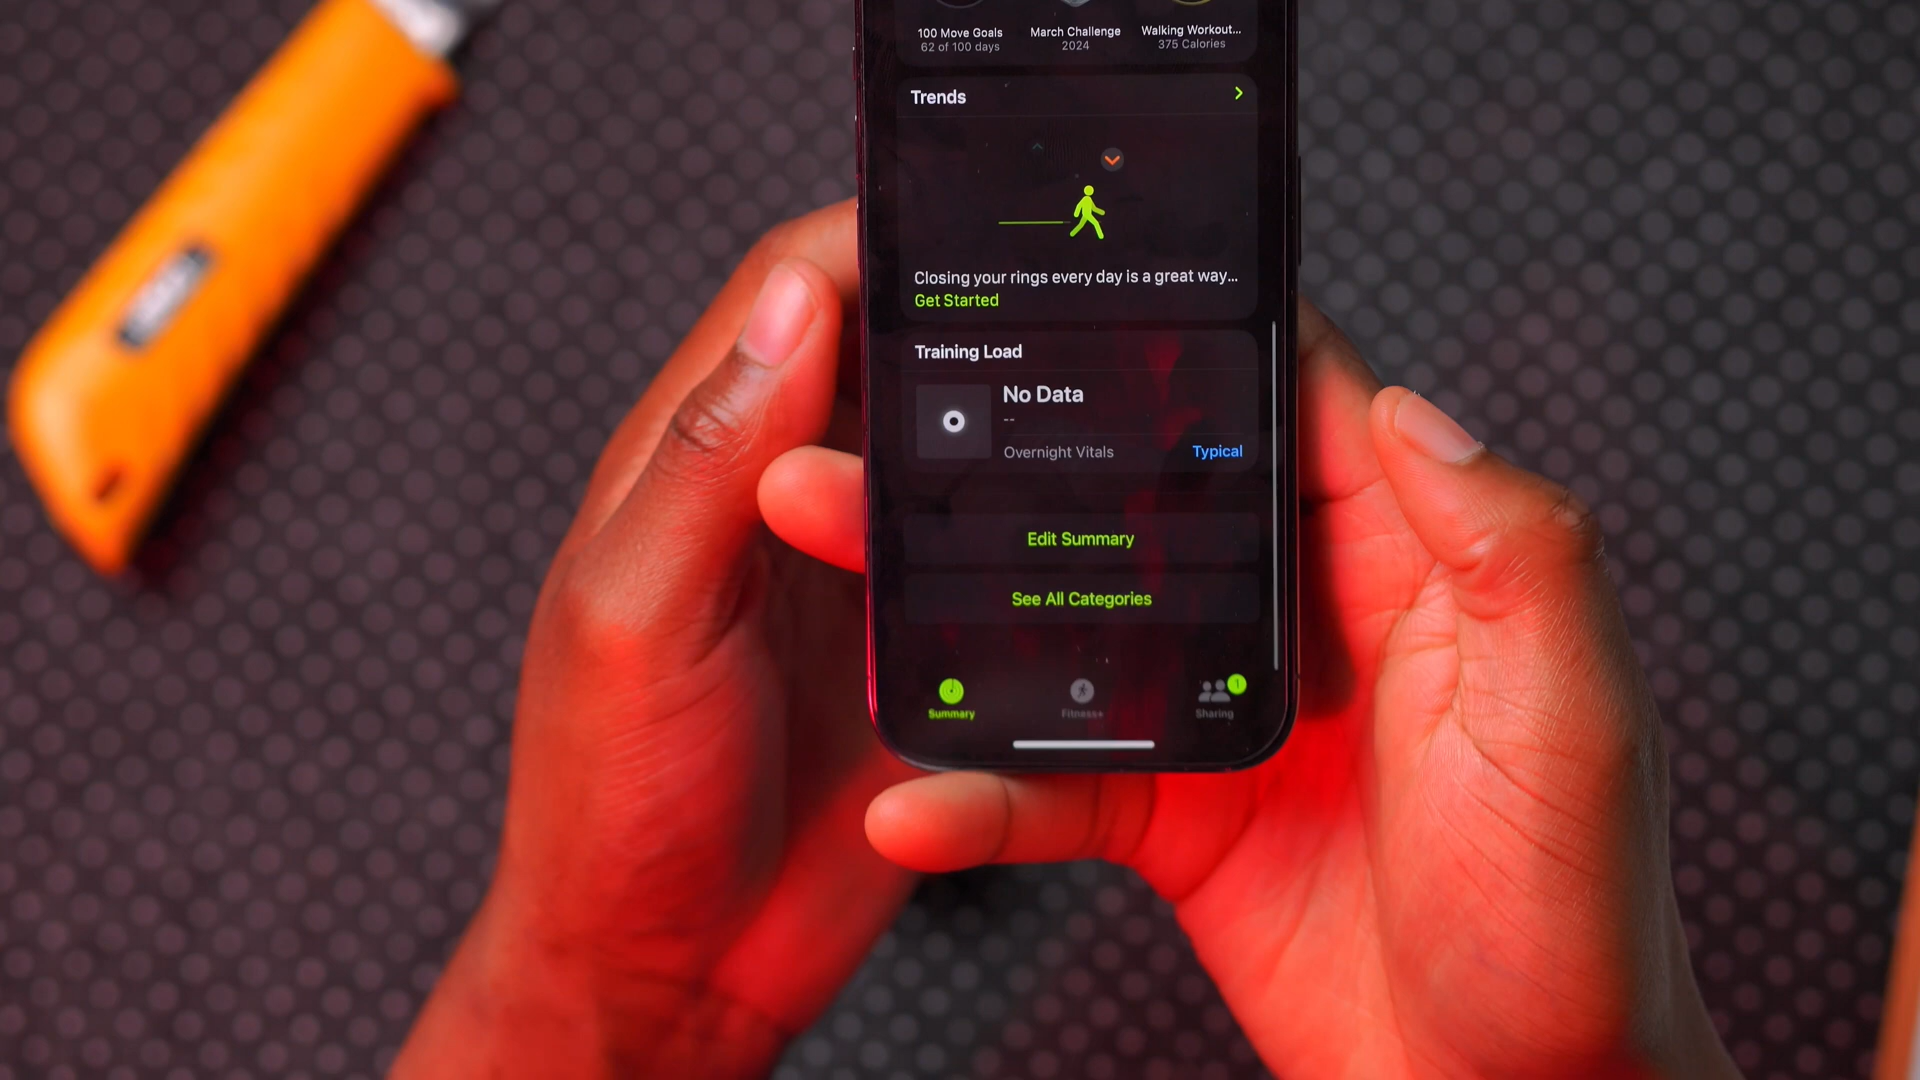 100 Move Goals
62 of 100 days
March Challenge
2024
Walking Workout...
375 Calories
Trends
Closing your rings every day is a great way...
Get Started
Training Load
No Data
--
Overnight Vitals
Typical
Edit Summary
See All Categories
Summary
Fitness+
1
Sharing